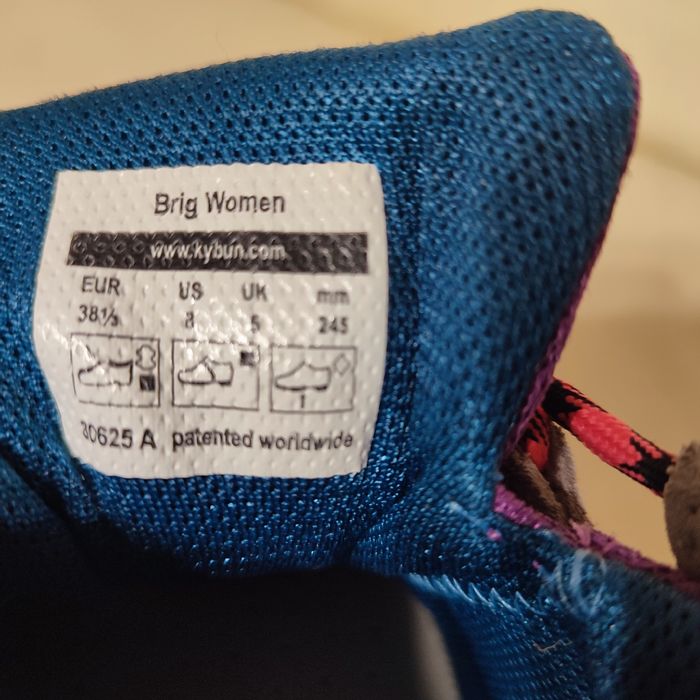 Brig Women
www.kybun.com
EUR US UK mm
38⅓ 8 5 245
30625 A patented worldwide